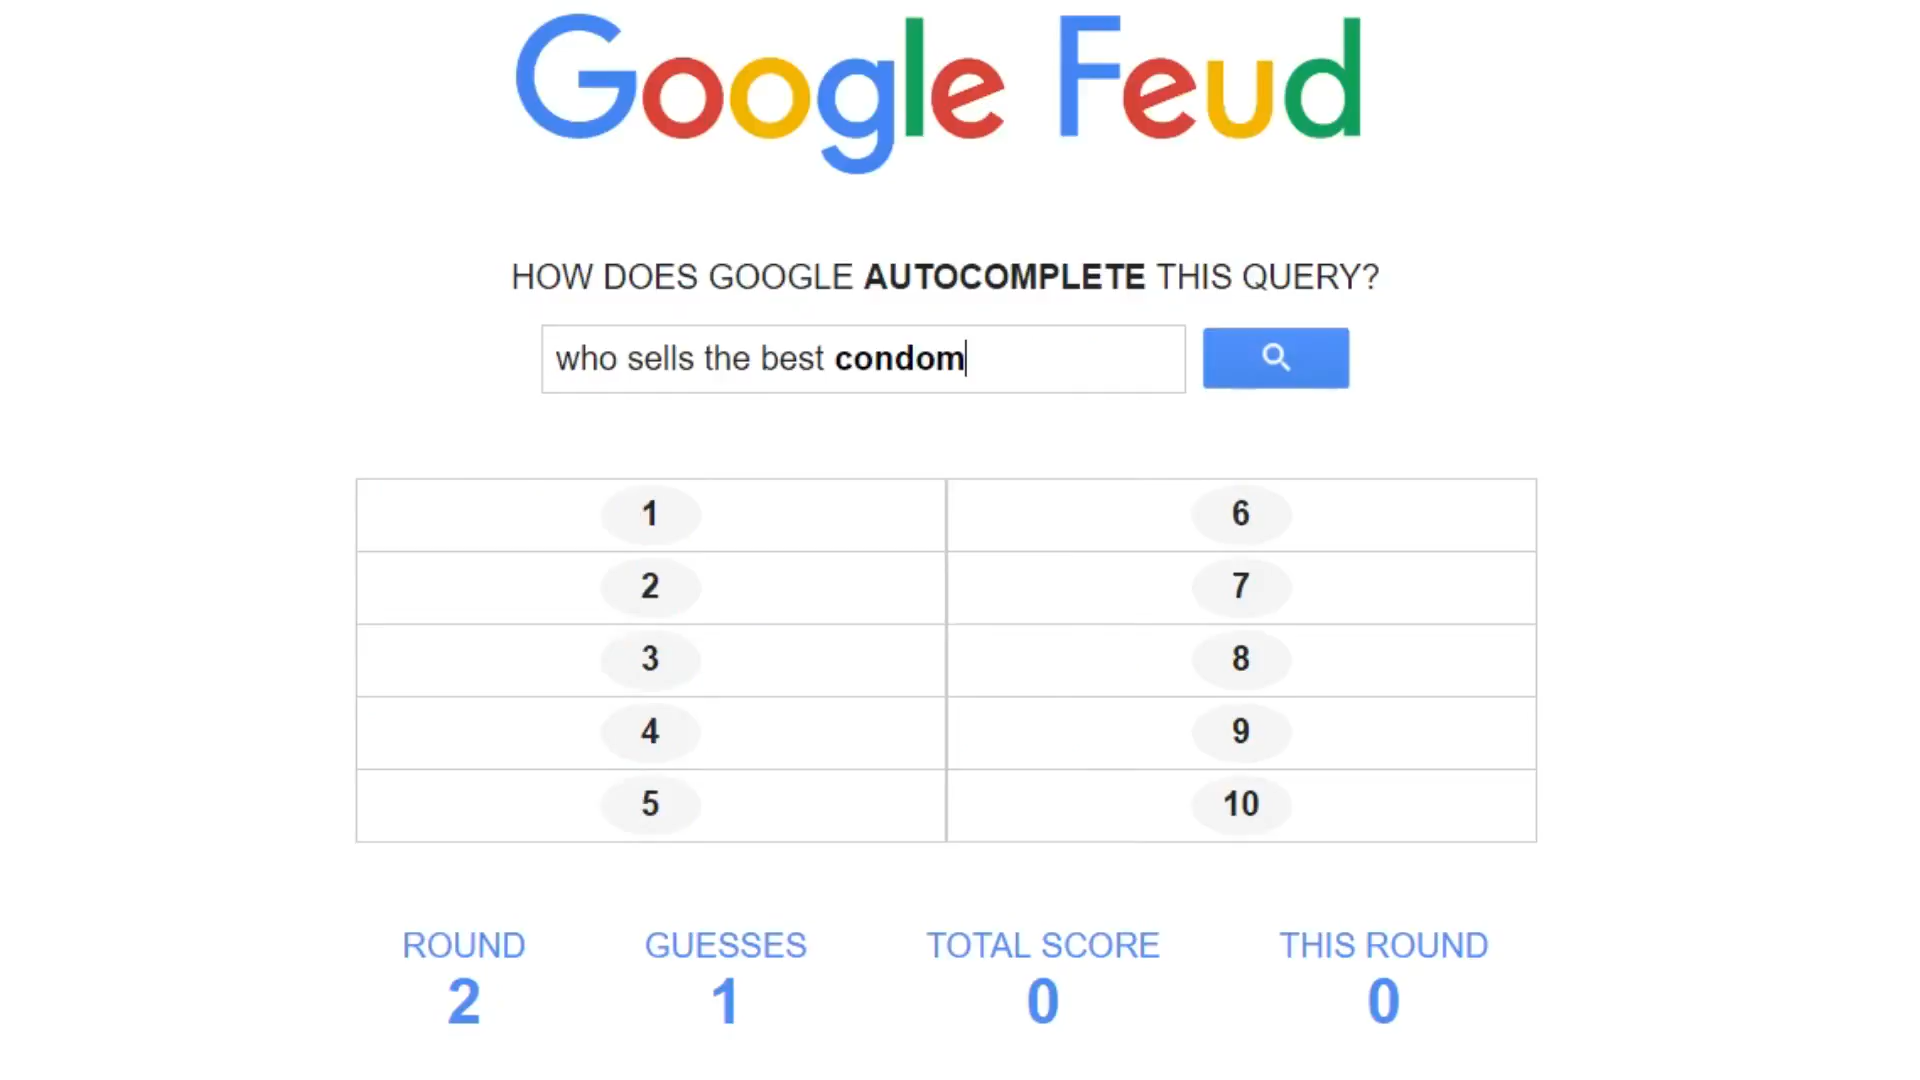 Google Feud
HOW DOES GOOGLE AUTOCOMPLETE THIS QUERY?
who sells the best condom
1 6
2 7
3 8
4 9
5 10
ROUND GUESSES TOTAL SCORE THIS ROUND
2 1 0 0